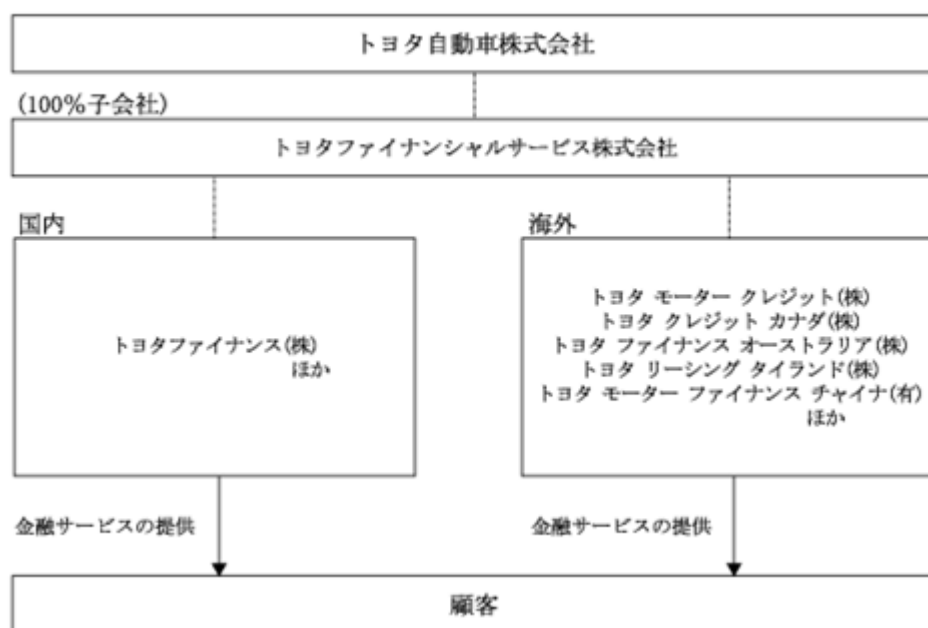 トヨタ自動車株式会社
(100%子会社)
トヨタファイナンシャルサービス株式会社
国内
海外
トヨタファイナンス(株)
ほか
トヨタ モーター クレジット(株)
トヨタ クレジット カナダ(株)
トヨタ ファイナンス オーストラリア(株)
トヨタ リーシング タイランド(株)
トヨタ モーター ファイナンス チャイナ(有)
ほか
金融サービスの提供
金融サービスの提供
顧客